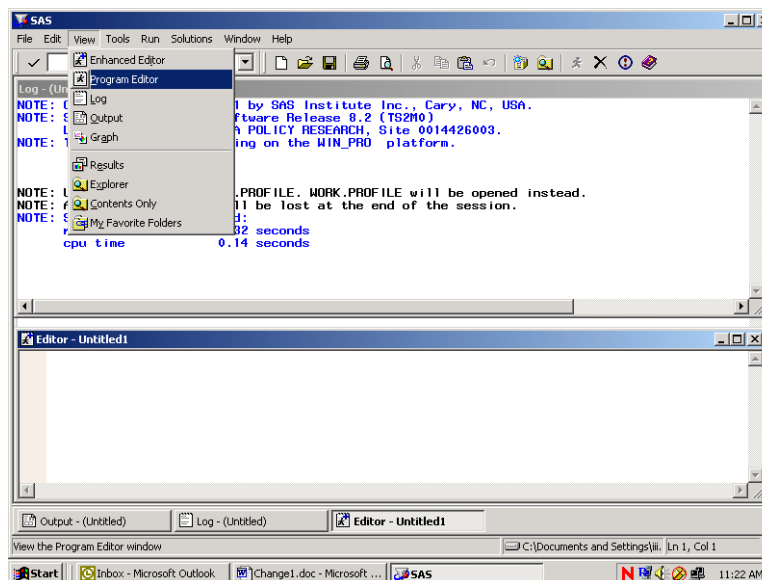 SAS
File Edit View Tools Run Solutions Window Help
Enhanced Editor
Program Editor
Log
Output
Graph
Results
Explorer
Contents Only
My Favorite Folders
Log - (Un
NOTE: 1 by SAS Institute Inc., Cary, NC, USA.
NOTE: S ftware Release 8.2 (TS2M0)
L A POLICY RESEARCH, Site 0014426003.
NOTE: T ing on the WIN_PRO platform.
NOTE: .PROFILE. WORK.PROFILE will be opened instead.
NOTE: ll be lost at the end of the session.
NOTE: S d:
r 32 seconds
cpu time 0.14 seconds
Editor - Untitled1
Output - (Untitled) Log - (Untitled) Editor - Untitled1
View the Program Editor window C:\Documents and Settings\iii. Ln 1, Col 1
Start Inbox - Microsoft Outlook Change1.doc - Microsoft ... SAS N 11:22 AM